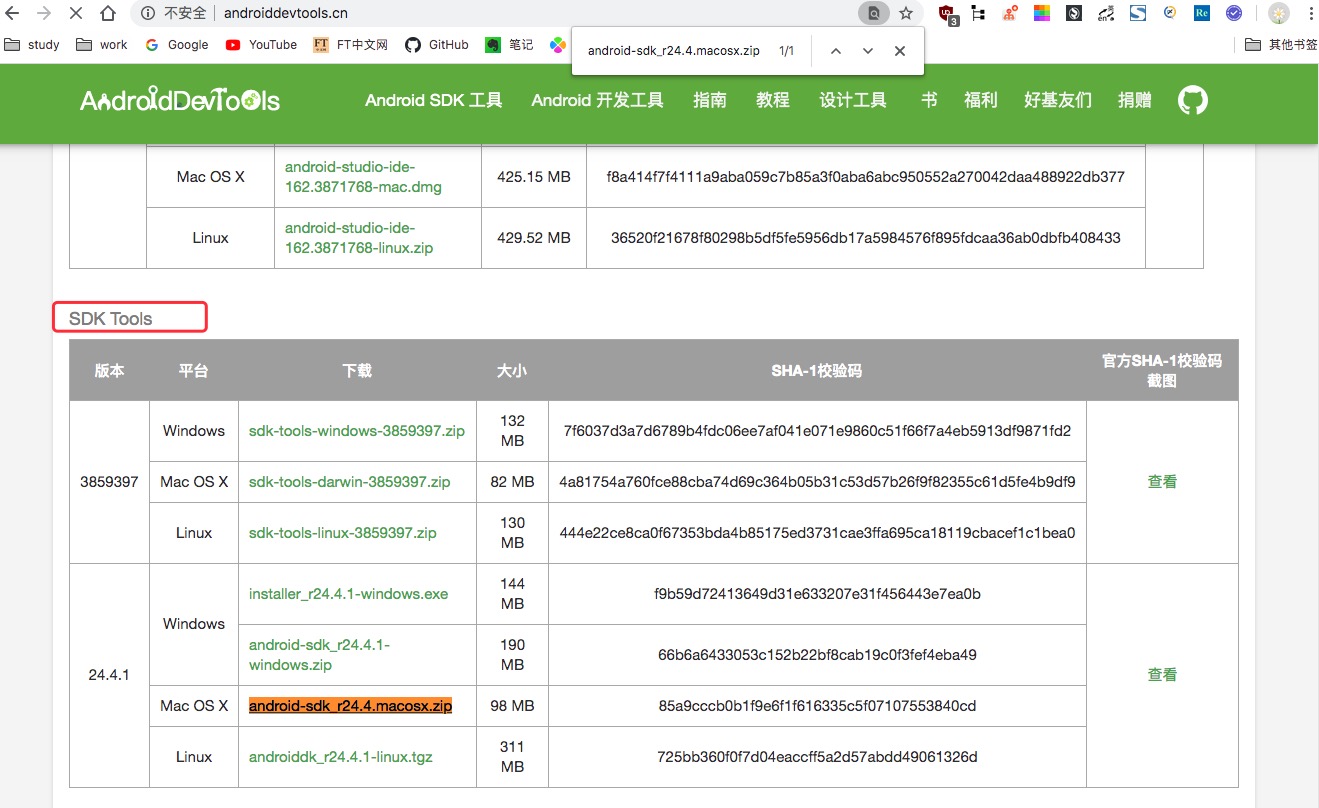 不安全 androiddevtools.cn
3
study work Google YouTube FT中文网 GitHub 笔记 其他书签
android-sdk_r24.4.macosx.zip 1/1
AndroidDevTools Android SDK 工具 Android 开发工具 指南 教程 设计工具 书 福利 好基友们 捐赠
Mac OS X android-studio-ide-162.3871768-mac.dmg 425.15 MB f8a414f7f4111a9aba059c7b85a3f0aba6abc950552a270042daa488922db377
Linux android-studio-ide-162.3871768-linux.zip 429.52 MB 36520f21678f80298b5df5fe5956db17a5984576f895fdcaa36ab0dbfb408433
SDK Tools
版本 平台 下载 大小 SHA-1校验码 官方SHA-1校验码截图
3859397
Windows sdk-tools-windows-3859397.zip 132 MB 7f6037d3a7d6789b4fdc06ee7af041e071e9860c51f66f7a4eb5913df9871fd2
Mac OS X sdk-tools-darwin-3859397.zip 82 MB 4a81754a760fce88cba74d69c364b05b31c53d57b26f9f82355c61d5fe4b9df9 查看
Linux sdk-tools-linux-3859397.zip 130 MB 444e22ce8ca0f67353bda4b85175ed3731cae3ffa695ca18119cbacef1c1bea0
24.4.1
Windows installer_r24.4.1-windows.exe 144 MB f9b59d72413649d31e633207e31f456443e7ea0b
android-sdk_r24.4.1-windows.zip 190 MB 66b6a6433053c152b22bf8cab19c0f3fef4eba49 查看
Mac OS X android-sdk_r24.4.macosx.zip 98 MB 85a9cccb0b1f9e6f1f616335c5f07107553840cd
Linux androiddk_r24.4.1-linux.tgz 311 MB 725bb360f0f7d04eaccff5a2d57abdd49061326d